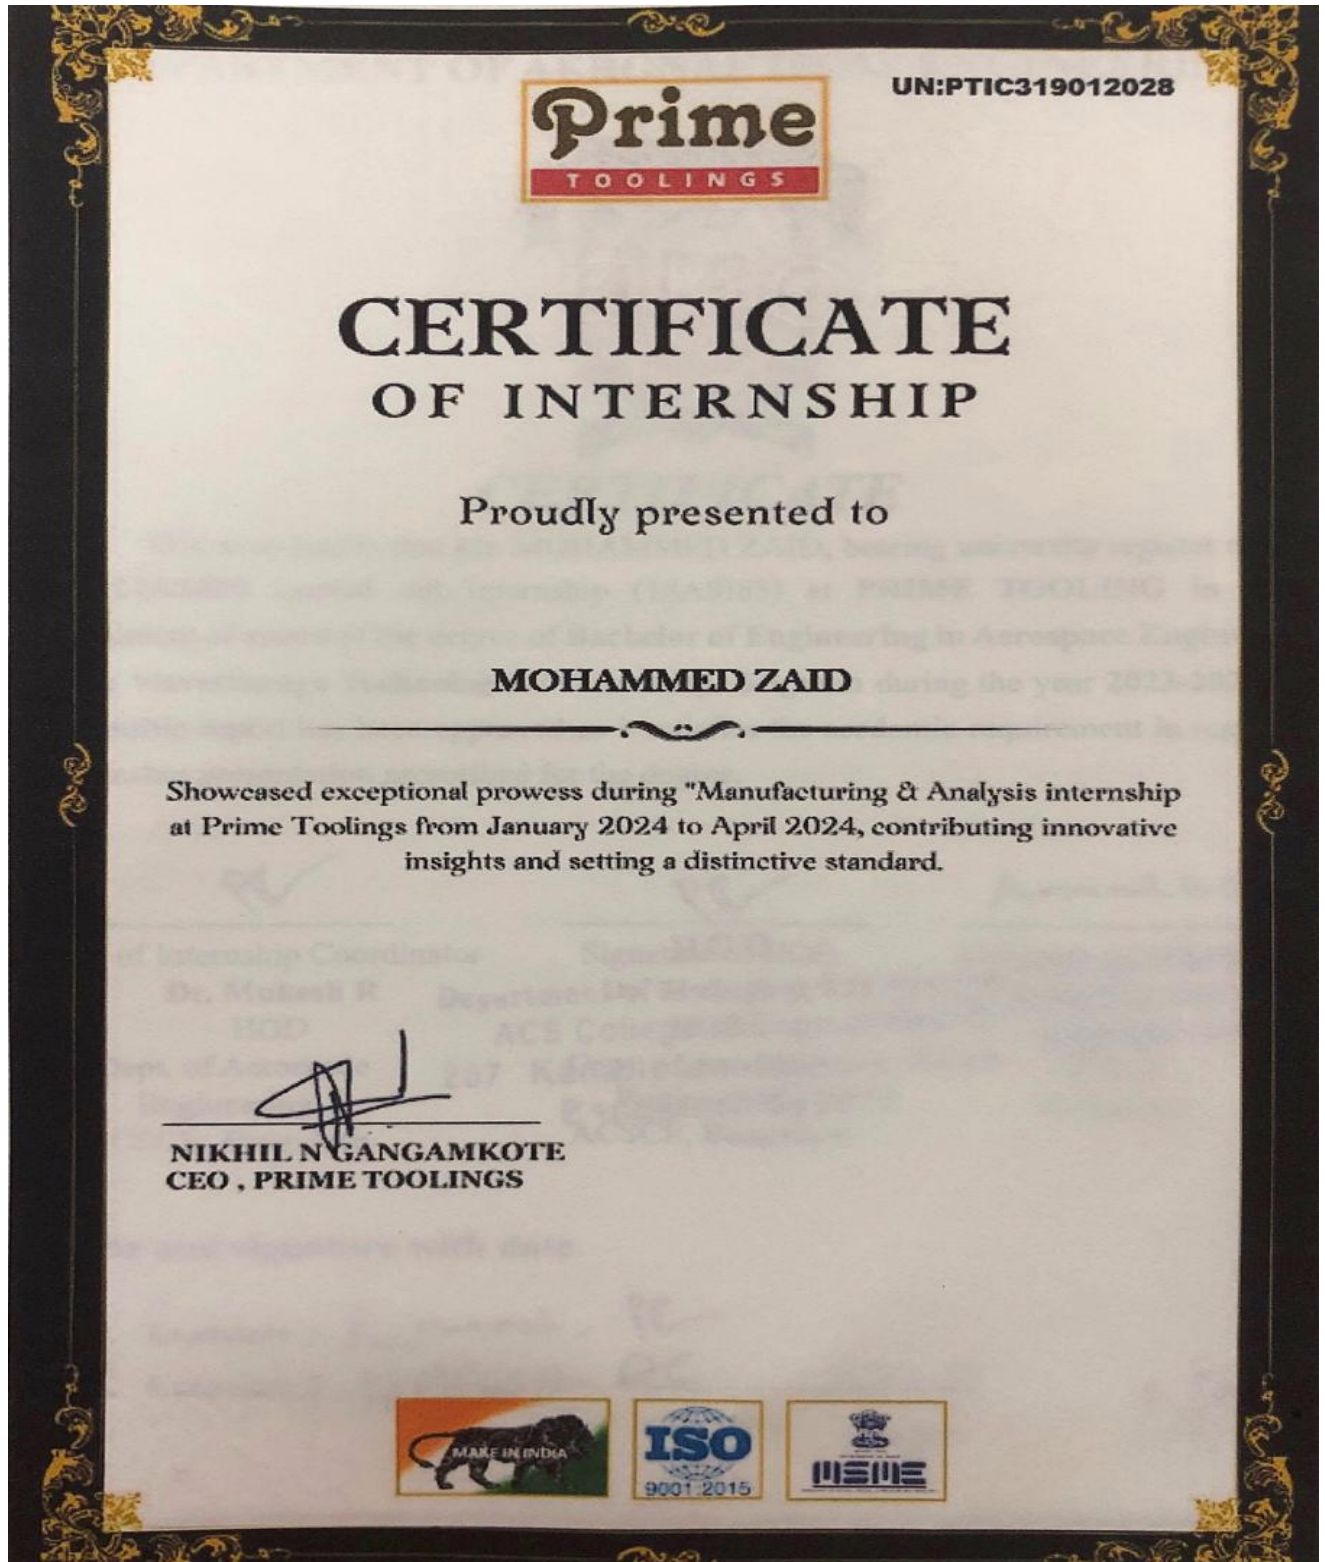 UN:PTIC319012028
Prime
TOOLINGS
CERTIFICATE
OF INTERNSHIP
Proudly presented to
MOHAMMED ZAID
Showcased exceptional prowess during "Manufacturing & Analysis internship
at Prime Toolings from January 2024 to April 2024, contributing innovative
insights and setting a distinctive standard.
NIKHIL N GANGAMKOTE
CEO , PRIME TOOLINGS
MAKE IN INDIA
ISO
9001:2015
MSME